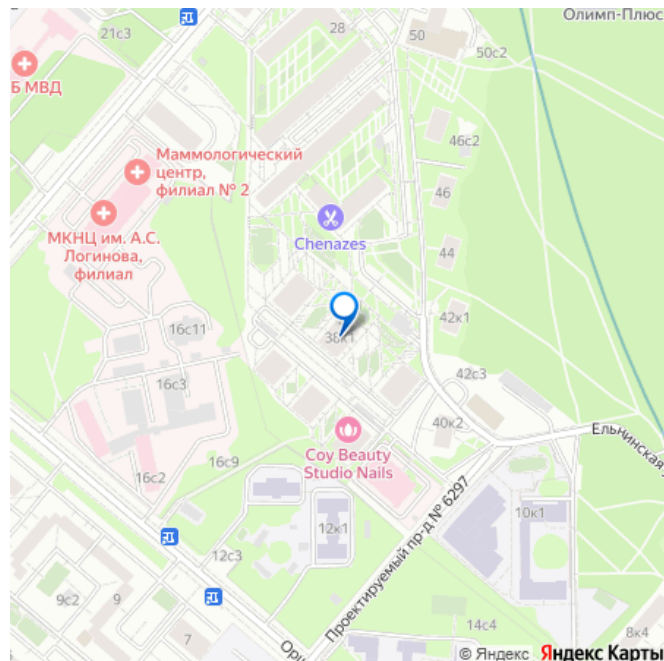 21с3
28
50
Олимп-Плюс
50с2
Б МВД
46с2
Маммологический
центр,
филиал № 2
46
Chenazes
МКНЦ им. А.С.
Логинова,
филиал
44
42к1
16с11
38к1
16с3
42с3
40к2
Ельнинская у
Coy Beauty
Studio Nails
16с2
16с9
Проектируемый пр-д № 6297
10к1
12к1
12с3
9с2
9
7
14с4
8к4
Орш
© Яндекс Яндекс Карты